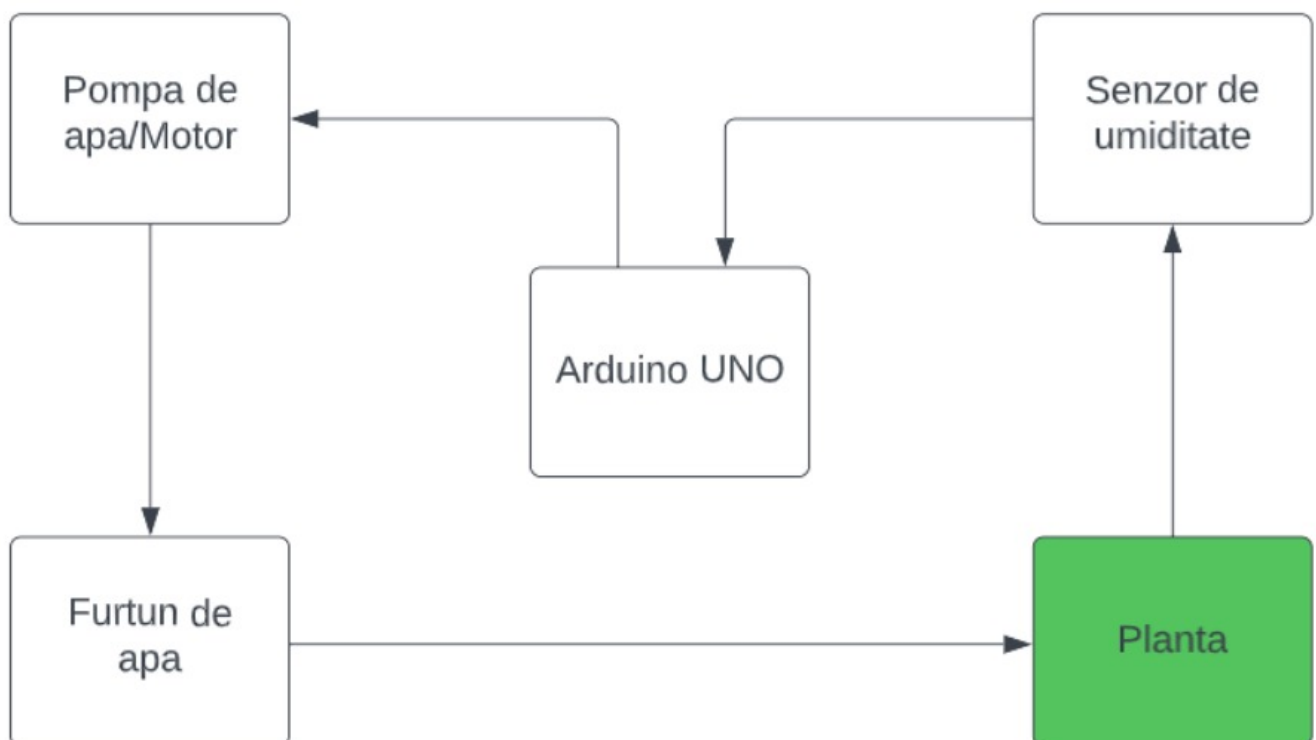 Pompa de
apa/Motor
Senzor de
umiditate
Arduino UNO
Furtun de
apa
Planta